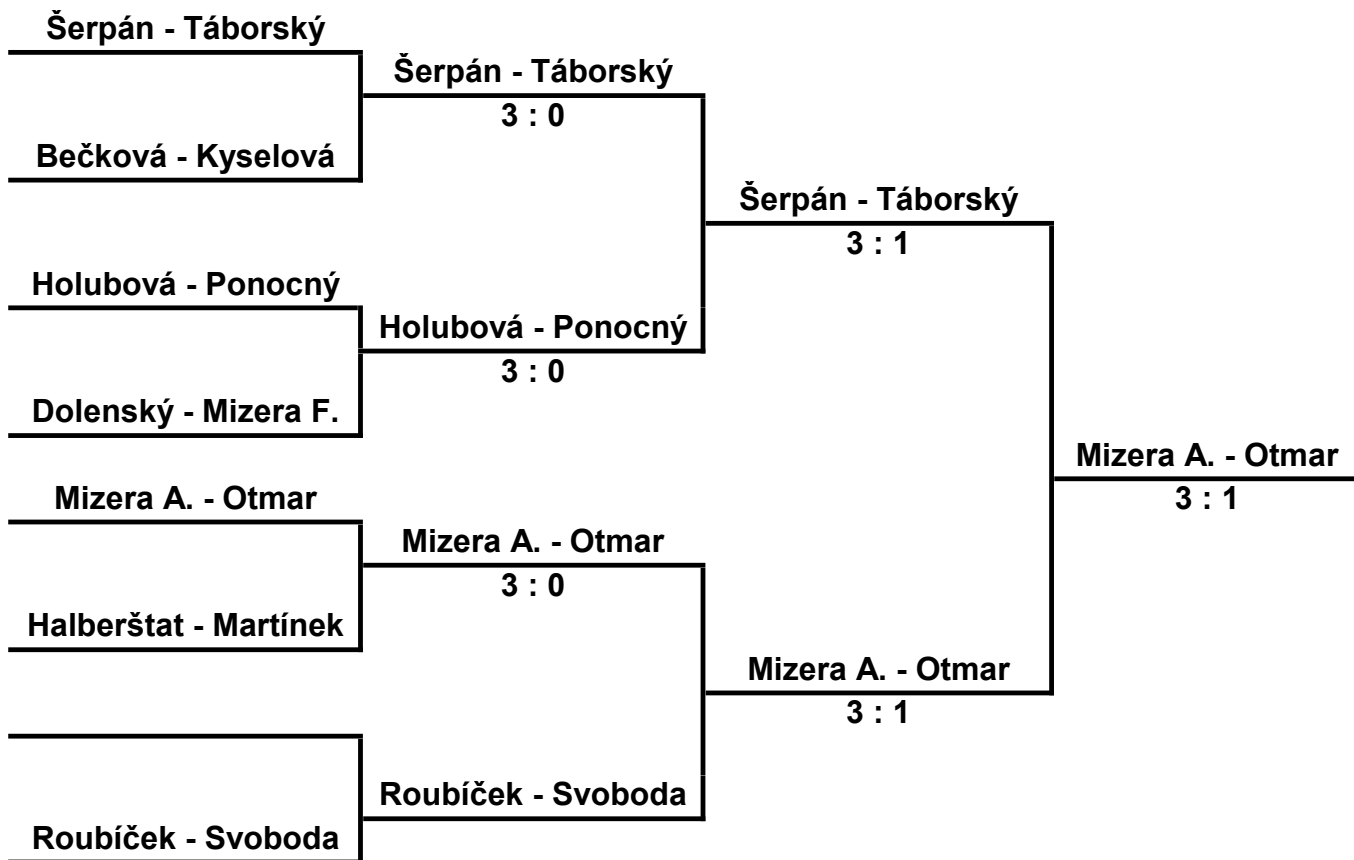 Šerpán - Táborský
Šerpán - Táborský
3 : 0
Bečková - Kyselová
Šerpán - Táborský
3 : 1
Holubová - Ponocný
Holubová - Ponocný
3 : 0
Dolenský - Mizera F.
Mizera A. - Otmar
3 : 1
Mizera A. - Otmar
Mizera A. - Otmar
3 : 0
Halberštat - Martínek
Mizera A. - Otmar
3 : 1
Roubíček - Svoboda
Roubíček - Svoboda